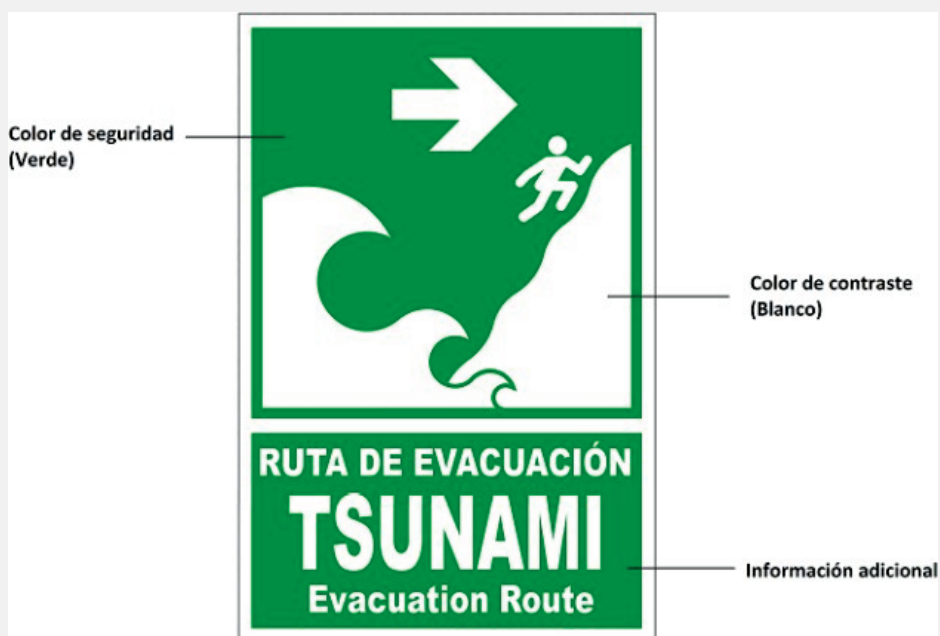 Color de seguridad
(Verde)
Color de contraste
(Blanco)
RUTA DE EVACUACIÓN
TSUNAMI
Evacuation Route
Información adicional